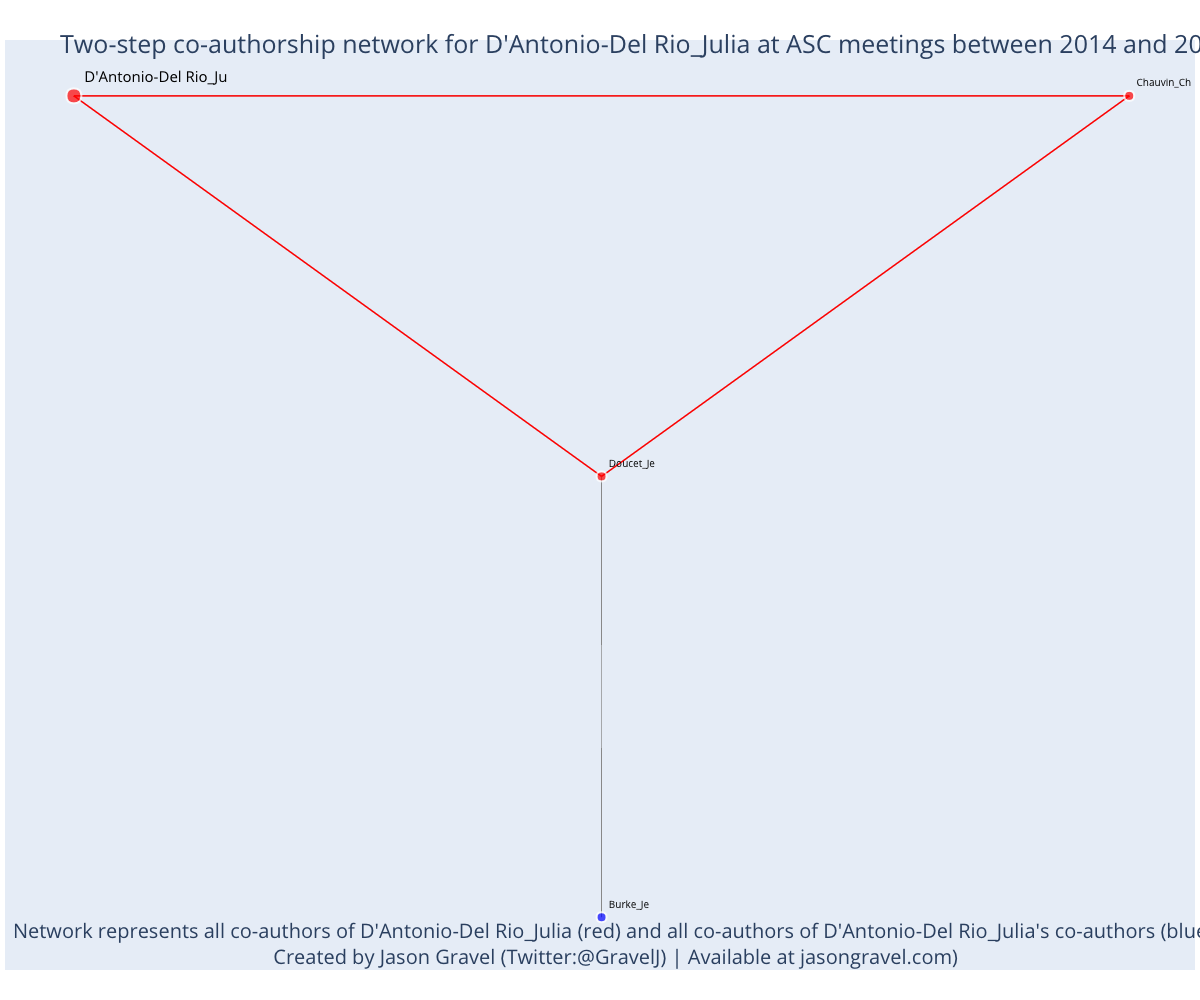 Two-step co-authorship network for D'Antonio-Del Rio_Julia at ASC meetings between 2014 and 20
D'Antonio-Del Rio_Ju
Chauvin_Ch
Doucet_Je
Burke_Je
Network represents all co-authors of D'Antonio-Del Rio_Julia (red) and all co-authors of D'Antonio-Del Rio_Julia's co-authors (blue
Created by Jason Gravel (Twitter:@GravelJ) | Available at jasongravel.com)